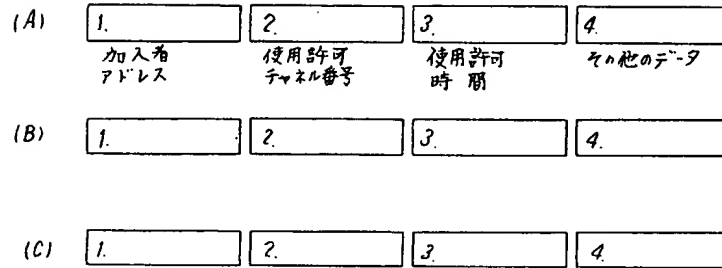 (A) 1. 2. 3. 4.
加入者 使用許可 使用許可 その他のデータ
アドレス チャネル番号 時間
(B) 1. 2. 3. 4.
(C) 1. 2. 3. 4.